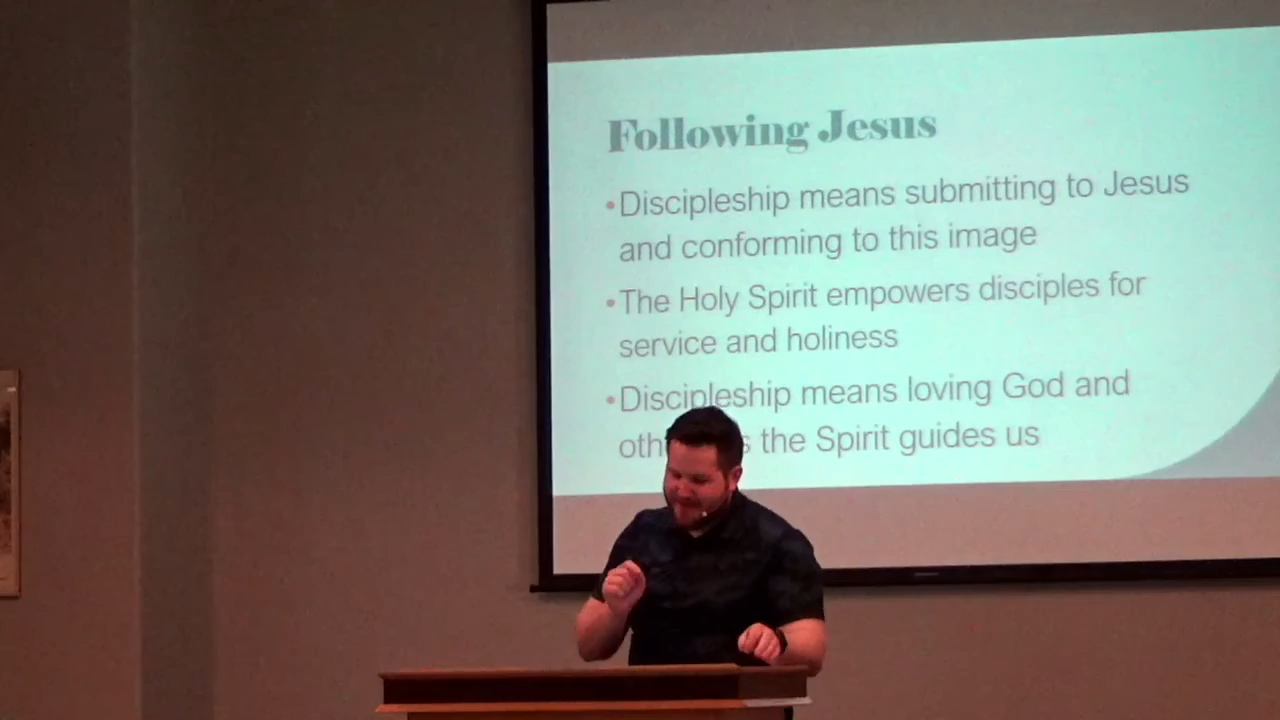 Following Jesus
•Discipleship means submitting to Jesus
and conforming to this image
•The Holy Spirit empowers disciples for
service and holiness
•Discipleship means loving God and
the Spirit guides us